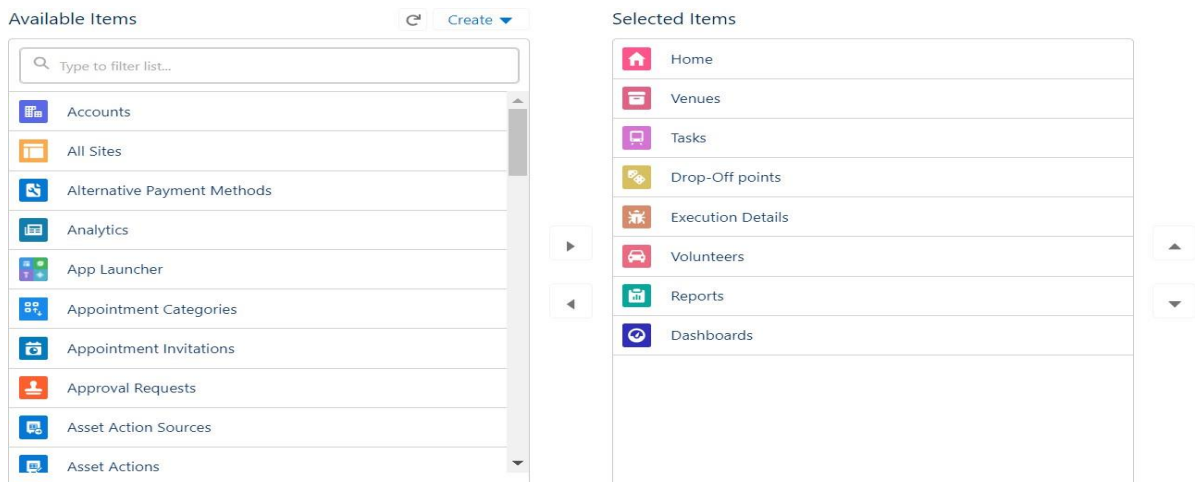 Available Items
Create
Type to filter list...
Accounts
All Sites
Alternative Payment Methods
Analytics
App Launcher
Appointment Categories
Appointment Invitations
Approval Requests
Asset Action Sources
Asset Actions
Selected Items
Home
Venues
Tasks
Drop-Off points
Execution Details
Volunteers
Reports
Dashboards